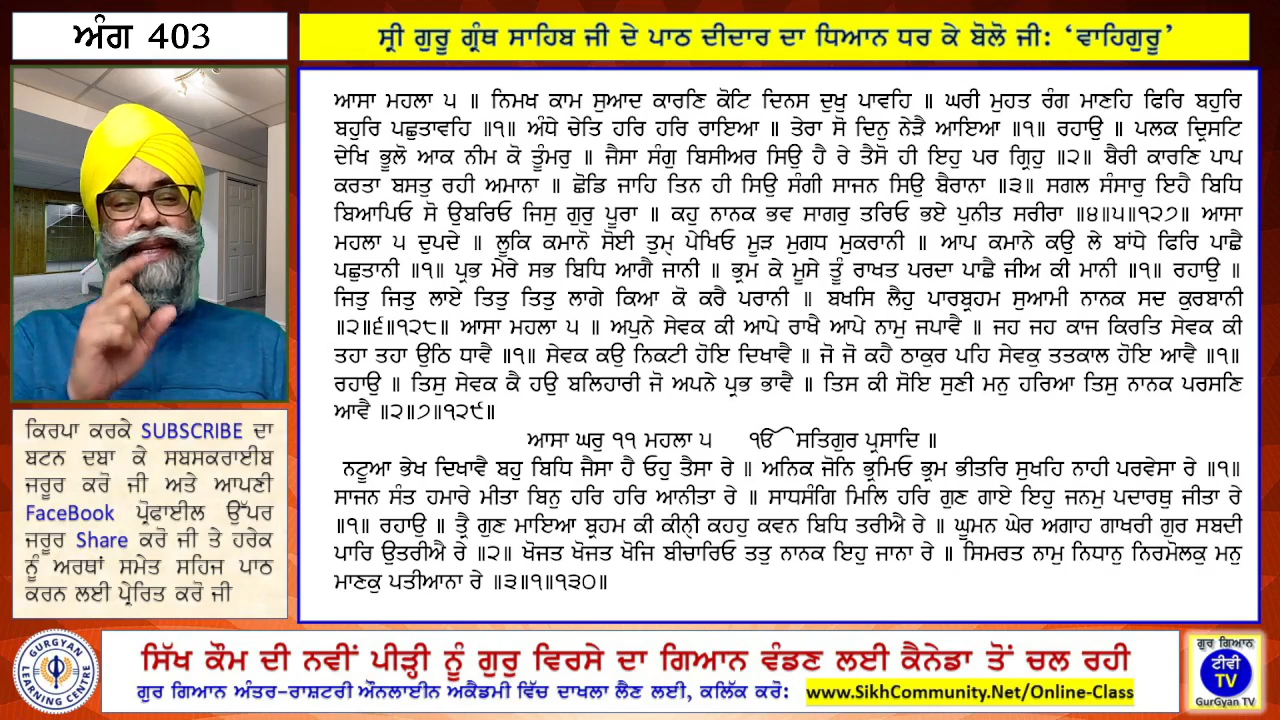 ਅੰਗ 403
ਸ੍ਰੀ ਗੁਰੂ ਗ੍ਰੰਥ ਸਾਹਿਬ ਜੀ ਦੇ ਪਾਠ ਦੀਦਾਰ ਦਾ ਧਿਆਨ ਧਰ ਕੇ ਬੋਲੋ ਜੀ: ‘ਵਾਹਿਗੁਰੂ’
ਆਸਾ ਮਹਲਾ ੫ ॥ ਨਿਮਖ ਕਾਮ ਸੁਆਦ ਕਾਰਣਿ ਕੋਟਿ ਦਿਨਸ ਦੁਖੁ ਪਾਵਹਿ ॥ ਘਰੀ ਮੁਹਤ ਰੰਗ ਮਾਣਹਿ ਫਿਰਿ ਬਹੁਰਿ
ਬਹੁਰਿ ਪਛੁਤਾਵਹਿ ॥੧॥ ਅੰਧੇ ਚੇਤਿ ਹਰਿ ਹਰਿ ਰਾਇਆ ॥ ਤੇਰਾ ਸੋ ਦਿਨੁ ਨੇੜੈ ਆਇਆ ॥੧॥ ਰਹਾਉ ॥ ਪਲਕ ਦ੍ਰਿਸਟਿ
ਦੇਖਿ ਭੂਲੋ ਆਕ ਨੀਮ ਕੋ ਤੂੰਮਰੁ ॥ ਜੈਸਾ ਸੰਗੁ ਬਿਸੀਅਰ ਸਿਉ ਹੈ ਰੇ ਤੈਸੋ ਹੀ ਇਹੁ ਪਰ ਗ੍ਰਿਹੁ ॥੨॥ ਬੈਰੀ ਕਾਰਣਿ ਪਾਪ
ਕਰਤਾ ਬਸਤੁ ਰਹੀ ਅਮਾਨਾ ॥ ਛੋਡਿ ਜਾਹਿ ਤਿਨ ਹੀ ਸਿਉ ਸੰਗੀ ਸਾਜਨ ਸਿਉ ਬੈਰਾਨਾ ॥੩॥ ਸਗਲ ਸੰਸਾਰੁ ਇਹੈ ਬਿਧਿ
ਬਿਆਪਿਓ ਸੋ ਉਬਰਿਓ ਜਿਸੁ ਗੁਰੁ ਪੂਰਾ ॥ ਕਹੁ ਨਾਨਕ ਭਵ ਸਾਗਰੁ ਤਰਿਓ ਭਏ ਪੁਨੀਤ ਸਰੀਰਾ ॥੪॥੫॥੧੨੭॥ ਆਸਾ
ਮਹਲਾ ੫ ਦੁਪਦੇ ॥ ਲੂਕਿ ਕਮਾਨੋ ਸੋਈ ਤੁਮ੍ਹ੍ਹ ਪੇਖਿਓ ਮੂੜ ਮੁਗਧ ਮੁਕਰਾਨੀ ॥ ਆਪ ਕਮਾਨੇ ਕਉ ਲੇ ਬਾਂਧੇ ਫਿਰਿ ਪਾਛੈ
ਪਛੁਤਾਨੀ ॥੧॥ ਪ੍ਰਭ ਮੇਰੇ ਸਭ ਬਿਧਿ ਆਗੈ ਜਾਨੀ ॥ ਭ੍ਰਮ ਕੇ ਮੂਸੇ ਤੂੰ ਰਾਖਤ ਪਰਦਾ ਪਾਛੈ ਜੀਅ ਕੀ ਮਾਨੀ ॥੧॥ ਰਹਾਉ ॥
ਜਿਤੁ ਜਿਤੁ ਲਾਏ ਤਿਤੁ ਤਿਤੁ ਲਾਗੇ ਕਿਆ ਕੋ ਕਰੈ ਪਰਾਨੀ ॥ ਬਖਸਿ ਲੈਹੁ ਪਾਰਬ੍ਰਹਮ ਸੁਆਮੀ ਨਾਨਕ ਸਦ ਕੁਰਬਾਨੀ
॥੨॥੬॥੧੨੮॥ ਆਸਾ ਮਹਲਾ ੫ ॥ ਅਪੁਨੇ ਸੇਵਕ ਕੀ ਆਪੇ ਰਾਖੈ ਆਪੇ ਨਾਮੁ ਜਪਾਵੈ ॥ ਜਹ ਜਹ ਕਾਜ ਕਿਰਤਿ ਸੇਵਕ ਕੀ
ਤਹਾ ਤਹਾ ਉਠਿ ਧਾਵੈ ॥੧॥ ਸੇਵਕ ਕਉ ਨਿਕਟੀ ਹੋਇ ਦਿਖਾਵੈ ॥ ਜੋ ਜੋ ਕਹੈ ਠਾਕੁਰ ਪਹਿ ਸੇਵਕੁ ਤਤਕਾਲ ਹੋਇ ਆਵੈ ॥੧॥
ਰਹਾਉ ॥ ਤਿਸੁ ਸੇਵਕ ਕੈ ਹਉ ਬਲਿਹਾਰੀ ਜੋ ਅਪਨੇ ਪ੍ਰਭ ਭਾਵੈ ॥ ਤਿਸ ਕੀ ਸੋਇ ਸੁਣੀ ਮਨੁ ਹਰਿਆ ਤਿਸੁ ਨਾਨਕ ਪਰਸਣਿ
ਆਵੈ ॥੨॥੭॥੧੨੯॥
ਆਸਾ ਘਰੁ ੧੧ ਮਹਲਾ ੫ ੴ ਸਤਿਗੁਰ ਪ੍ਰਸਾਦਿ ॥
ਨਟੂਆ ਭੇਖ ਦਿਖਾਵੈ ਬਹੁ ਬਿਧਿ ਜੈਸਾ ਹੈ ਓਹੁ ਤੈਸਾ ਰੇ ॥ ਅਨਿਕ ਜੋਨਿ ਭ੍ਰਮਿਓ ਭ੍ਰਮ ਭੀਤਰਿ ਸੁਖਹਿ ਨਾਹੀ ਪਰਵੇਸਾ ਰੇ ॥੧॥
ਸਾਜਨ ਸੰਤ ਹਮਾਰੇ ਮੀਤਾ ਬਿਨੁ ਹਰਿ ਹਰਿ ਆਨੀਤਾ ਰੇ ॥ ਸਾਧਸੰਗਿ ਮਿਲਿ ਹਰਿ ਗੁਣ ਗਾਏ ਇਹੁ ਜਨਮੁ ਪਦਾਰਥੁ ਜੀਤਾ ਰੇ
॥੧॥ ਰਹਾਉ ॥ ਤ੍ਰੈ ਗੁਣ ਮਾਇਆ ਬ੍ਰਹਮ ਕੀ ਕੀਨ੍ਹ੍ਹੀ ਕਹਹੁ ਕਵਨ ਬਿਧਿ ਤਰੀਐ ਰੇ ॥ ਘੂਮਨ ਘੇਰ ਅਗਾਹ ਗਾਖਰੀ ਗੁਰ ਸਬਦੀ
ਪਾਰਿ ਉਤਰੀਐ ਰੇ ॥੨॥ ਖੋਜਤ ਖੋਜਤ ਖੋਜਿ ਬੀਚਾਰਿਓ ਤਤੁ ਨਾਨਕ ਇਹੁ ਜਾਨਾ ਰੇ ॥ ਸਿਮਰਤ ਨਾਮੁ ਨਿਧਾਨੁ ਨਿਰਮੋਲਕੁ ਮਨੁ
ਮਾਣਕੁ ਪਤੀਆਨਾ ਰੇ ॥੩॥੧॥੧੩੦॥
ਕਿਰਪਾ ਕਰਕੇ SUBSCRIBE ਦਾ
ਬਟਨ ਦਬਾ ਕੇ ਸਬਸਕਰਾਈਬ
ਜਰੂਰ ਕਰੋ ਜੀ ਅਤੇ ਆਪਣੀ
FaceBook ਪ੍ਰੋਫਾਈਲ ਉੱਪਰ
ਜਰੂਰ Share ਕਰੋ ਜੀ ਤੇ ਹਰੇਕ
ਨੂੰ ਅਰਥਾਂ ਸਮੇਤ ਸਹਿਜ ਪਾਠ
ਕਰਨ ਲਈ ਪ੍ਰੇਰਿਤ ਕਰੋ ਜੀ
GURGYAN
LEARNING CENTRE
ਸਿੱਖ ਕੌਮ ਦੀ ਨਵੀਂ ਪੀੜ੍ਹੀ ਨੂੰ ਗੁਰੂ ਵਿਰਸੇ ਦਾ ਗਿਆਨ ਵੰਡਣ ਲਈ ਕੈਨੇਡਾ ਤੋਂ ਚਲ ਰਹੀ
ਗੁਰ ਗਿਆਨ ਅੰਤਰ-ਰਾਸ਼ਟਰੀ ਔਨਲਾਈਨ ਅਕੈਡਮੀ ਵਿੱਚ ਦਾਖਲਾ ਲੈਣ ਲਈ, ਕਲਿੱਕ ਕਰੋ: www.SikhCommunity.Net/Online-Class
ਗੁਰ ਗਿਆਨ
ਟੀਵੀ
TV
GurGyan TV